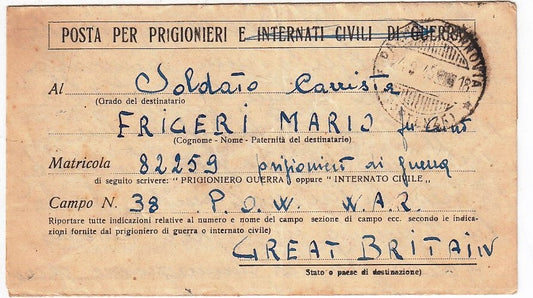 POSTA PER PRIGIONIERI E INTERNATI CIVILI DI GUERRA
Al Soldato Carrista
(Grado del destinatario)
FRIGERI MARIO fu
(Cognome - Nome - Paternità del destinatario)
Matricola 82259 prigioniero di guerra
di seguito scrivere: "PRIGIONIERO GUERRA" oppure "INTERNATO CIVILE"
Campo N. 38 P.O.W. W.A.R.
Riportare tutte indicazioni relative al numero e nome del campo sezione di campo ecc. secondo le indica-
zioni fornite dal prigioniero di guerra o internato civile)
GREAT BRITAIN
Stato o paese di destinazione)